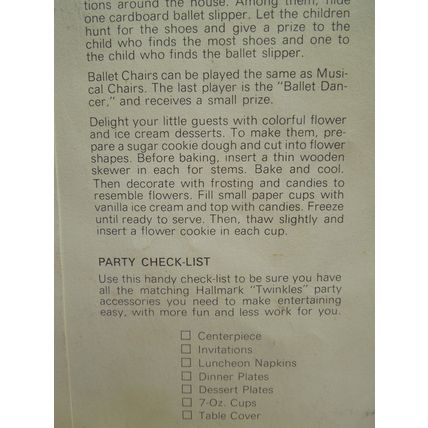 tions around the house. Among them, hide
one cardboard ballet slipper. Let the children
hunt for the shoes and give a prize to the
child who finds the most shoes and one to
the child who finds the ballet slipper.
Ballet Chairs can be played the same as Musi-
cal Chairs. The last player is the "Ballet Dan-
cer," and receives a small prize.
Delight your little guests with colorful flower
and ice cream desserts. To make them, pre-
pare a sugar cookie dough and cut into flower
shapes. Before baking, insert a thin wooden
skewer in each for stems. Bake and cool.
Then decorate with frosting and candies to
resemble flowers. Fill small paper cups with
vanilla ice cream and top with candies. Freeze
until ready to serve. Then, thaw slightly and
insert a flower cookie in each cup.
PARTY CHECK-LIST
Use this handy check-list to be sure you have
all the matching Hallmark "Twinkles" party
accessories you need to make entertaining
easy, with more fun and less work for you.
☐ Centerpiece
☐ Invitations
☐ Luncheon Napkins
☐ Dinner Plates
☐ Dessert Plates
☐ 7-Oz. Cups
☐ Table Cover